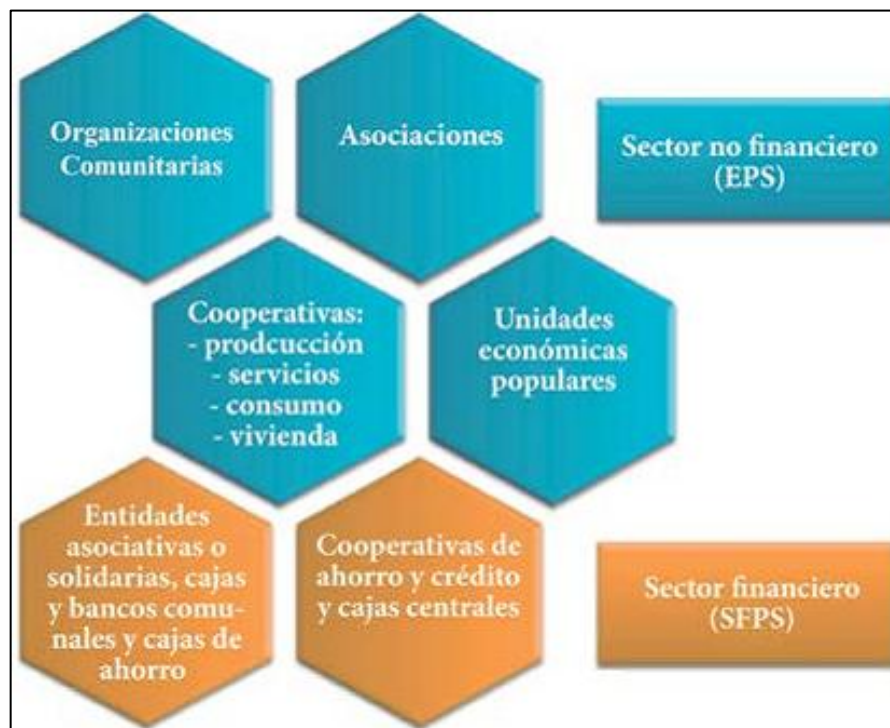 Organizaciones
Comunitarias
Asociaciones
Sector no financiero
(EPS)
Cooperativas:
- prodcucción
- servicios
- consumo
- vivienda
Unidades
económicas
populares
Entidades
asociativas o
solidarias, cajas
y bancos comu-
nales y cajas de
ahorro
Cooperativas de
ahorro y crédito
y cajas centrales
Sector financiero
(SFPS)